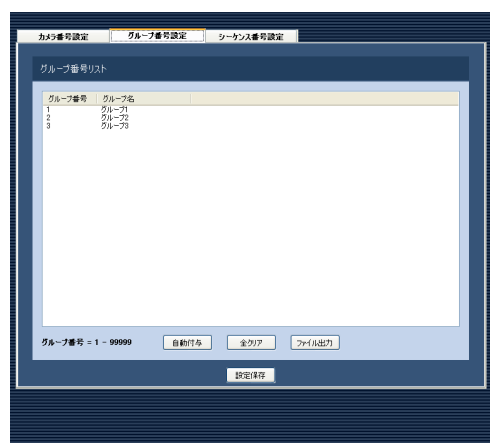 カメラ番号設定 グループ番号設定 シーケンス番号設定
グループ番号リスト
グループ番号 グループ名
1 グループ1
2 グループ2
3 グループ3
グループ番号 = 1 - 99999 自動付与 全クリア ファイル出力
設定保存